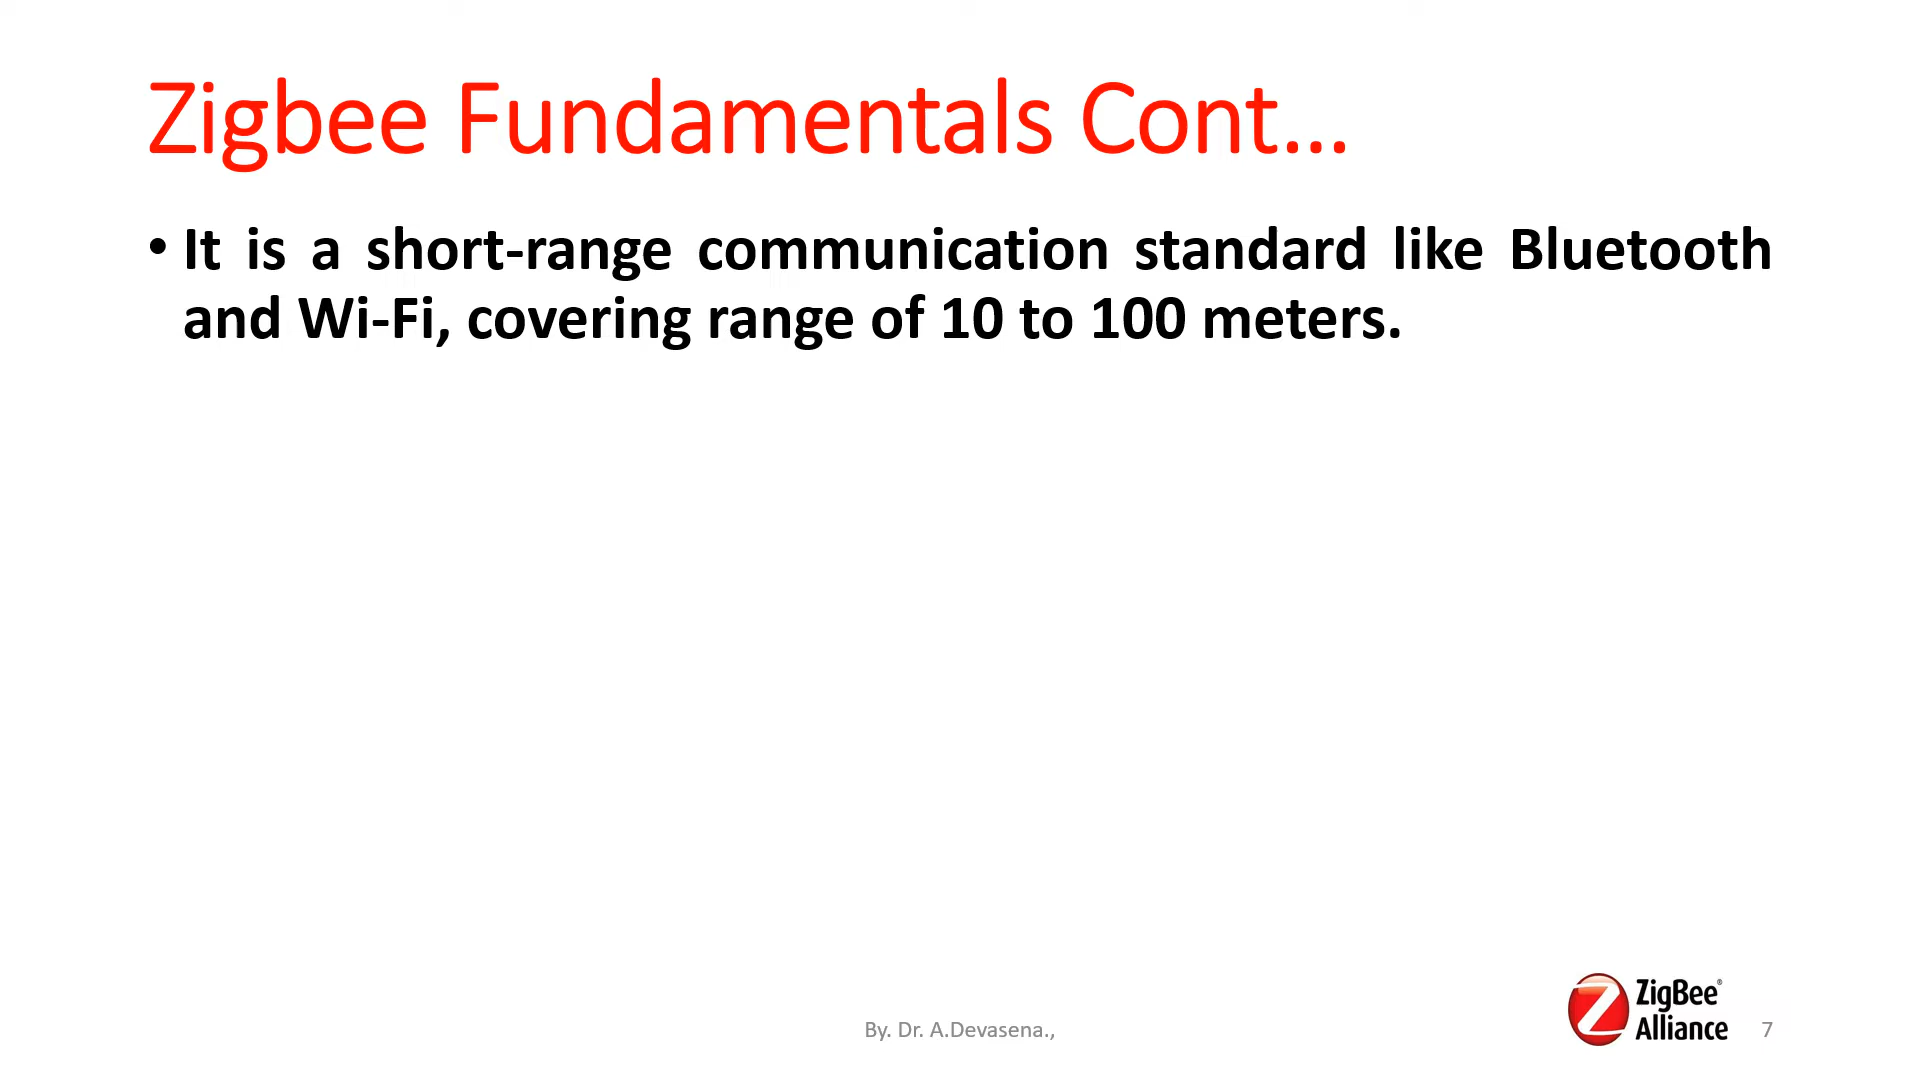 Zigbee Fundamentals Cont...
• It is a short-range communication standard like Bluetooth
and Wi-Fi, covering range of 10 to 100 meters.
By. Dr. A.Devasena.,
ZigBee®
Alliance
7